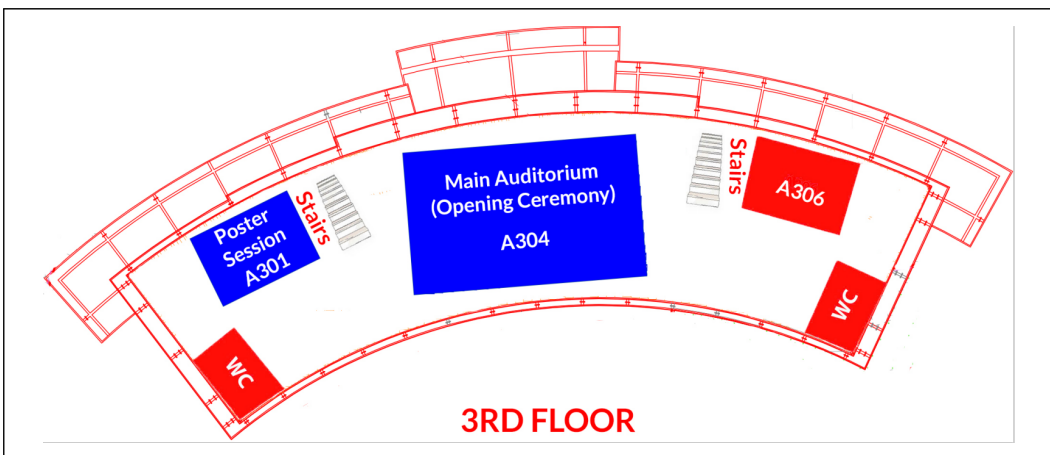 Main Auditorium
(Opening Ceremony)
A304
Stairs
A306
Poster
Session
A301
Stairs
WC
WC
3RD FLOOR